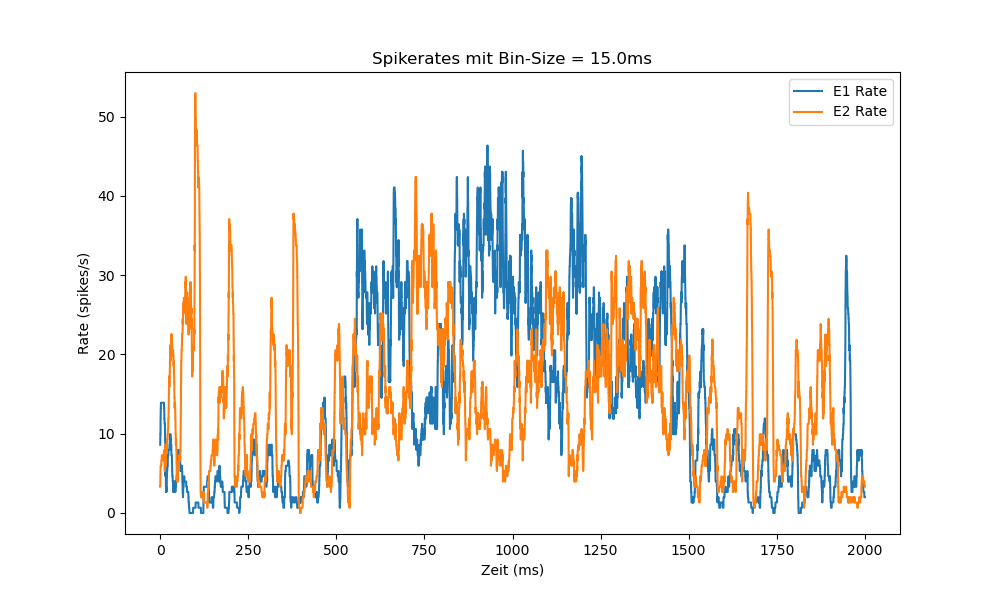 Spikerates mit Bin-Size = 15.0ms
E1 Rate
E2 Rate
Rate (spikes/s)
50
40
30
20
10
0
0 250 500 750 1000 1250 1500 1750 2000
Zeit (ms)